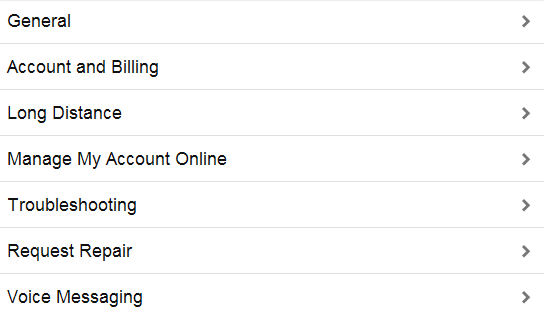 General
Account and Billing
Long Distance
Manage My Account Online
Troubleshooting
Request Repair
Voice Messaging